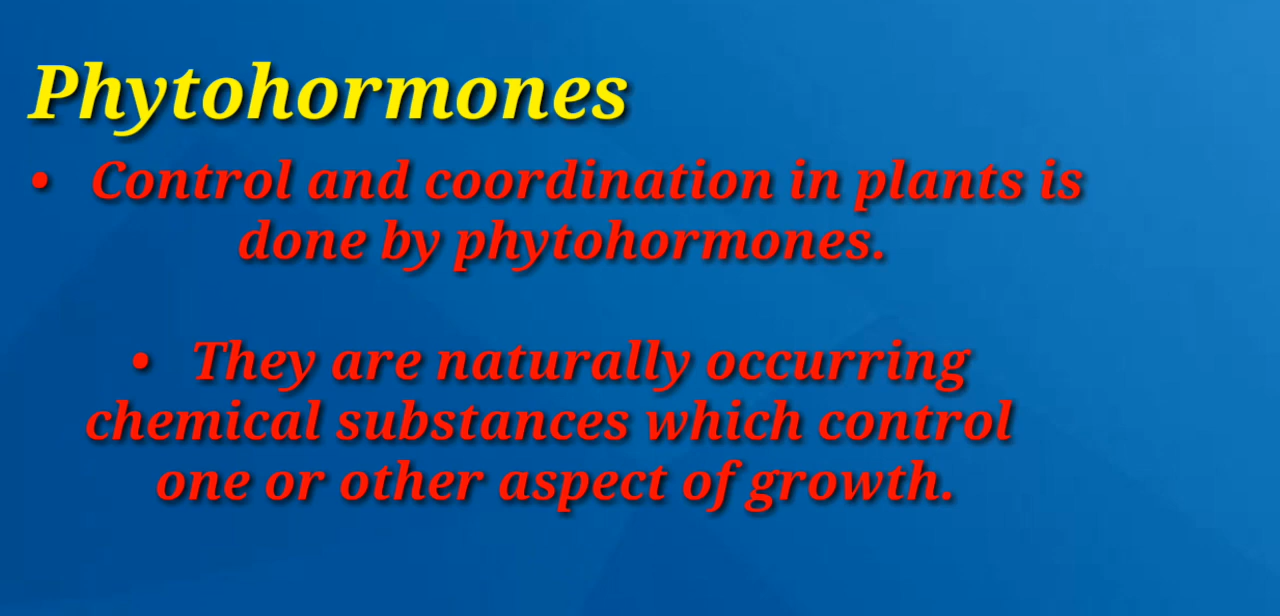 Phytohormones
• Control and coordination in plants is
done by phytohormones.
• They are naturally occurring
chemical substances which control
one or other aspect of growth.